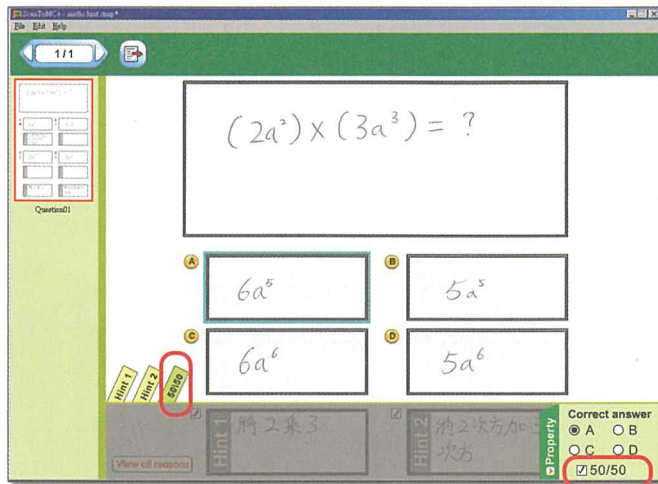 File Edit Help
1/1
Question01
(2a²) × (3a³) = ?
A
6a⁵
B
5a⁵
C
6a⁶
D
5a⁶
Hint 1
Hint 2
50\50
Hint 1
將2乘3
Hint 2
將2次方加3
次方
View all reasons
Property
Correct answer
A B
C D
50/50